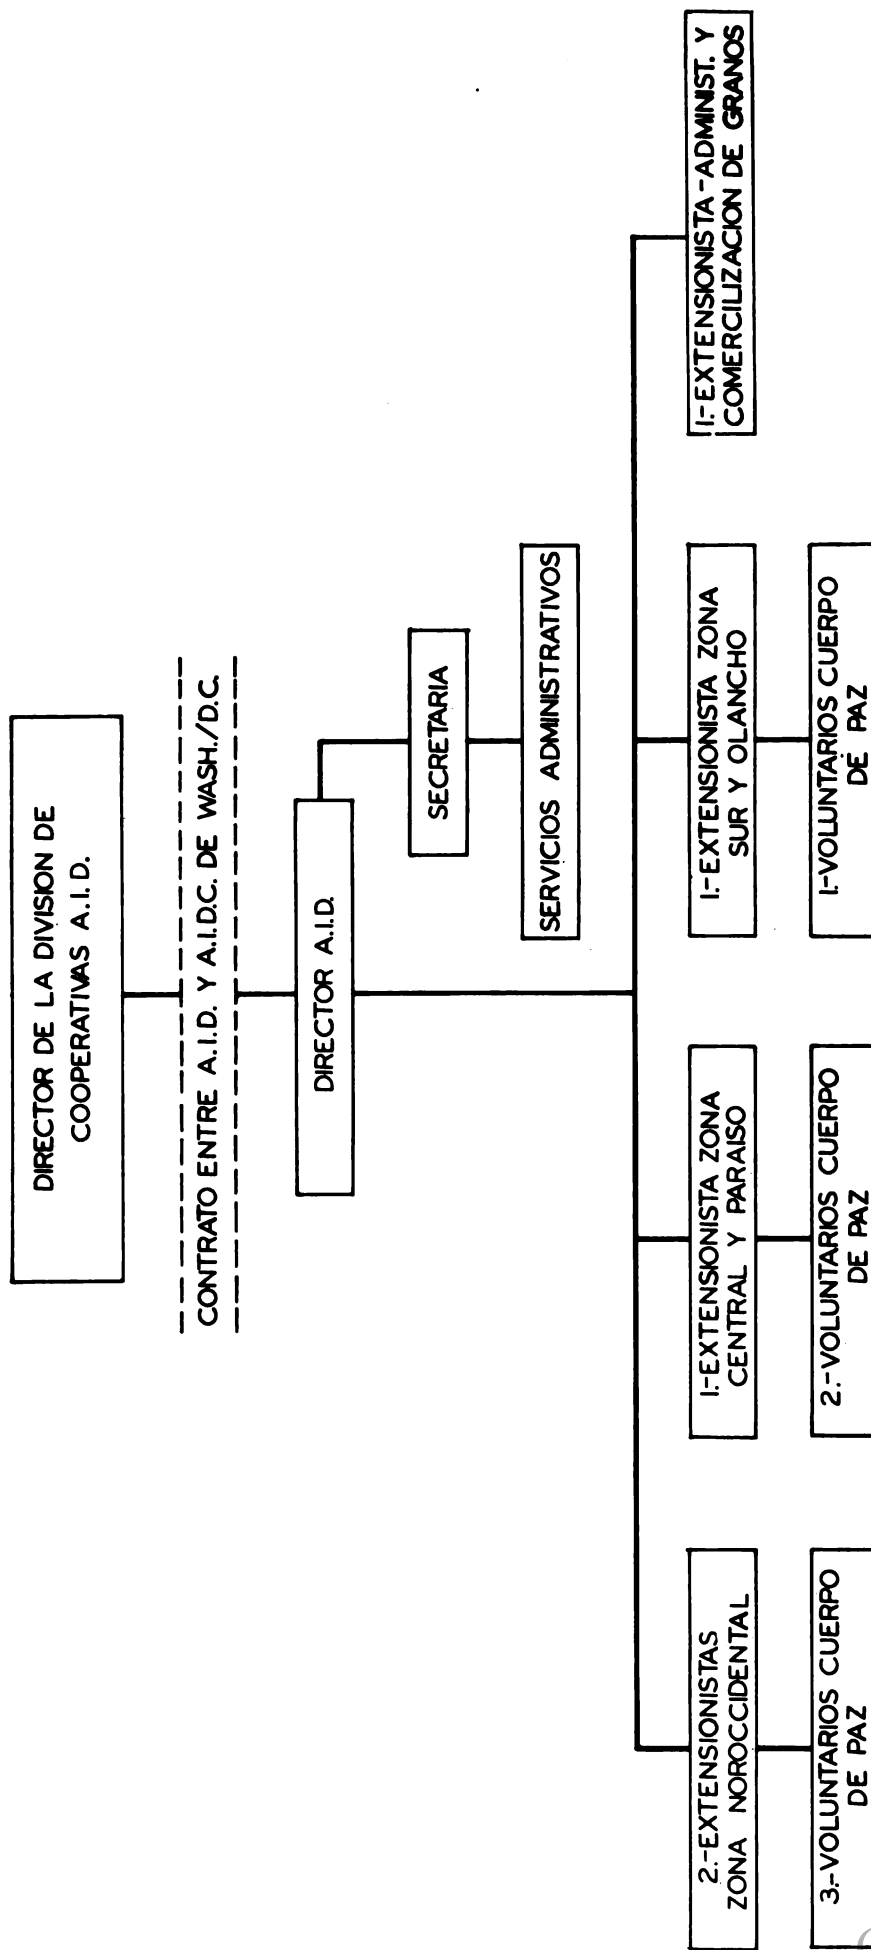 DIRECTOR DE LA DIVISION DE
COOPERATIVAS A.I.D.
CONTRATO ENTRE A.I.D. Y A.I.D.C. DE WASH./D.C.
DIRECTOR A.I.D.
SECRETARIA
SERVICIOS ADMINISTRATIVOS
2.-EXTENSIONISTAS
ZONA NOROCCIDENTAL
1.-EXTENSIONISTA ZONA
CENTRAL Y PARAISO
1.-EXTENSIONISTA ZONA
SUR Y OLANCHO
1.-EXTENSIONISTA-ADMINIST. Y
COMERCILIZACION DE GRANOS
3.-VOLUNTARIOS CUERPO
DE PAZ
2.-VOLUNTARIOS CUERPO
DE PAZ
1.-VOLUNTARIOS CUERPO
DE PAZ